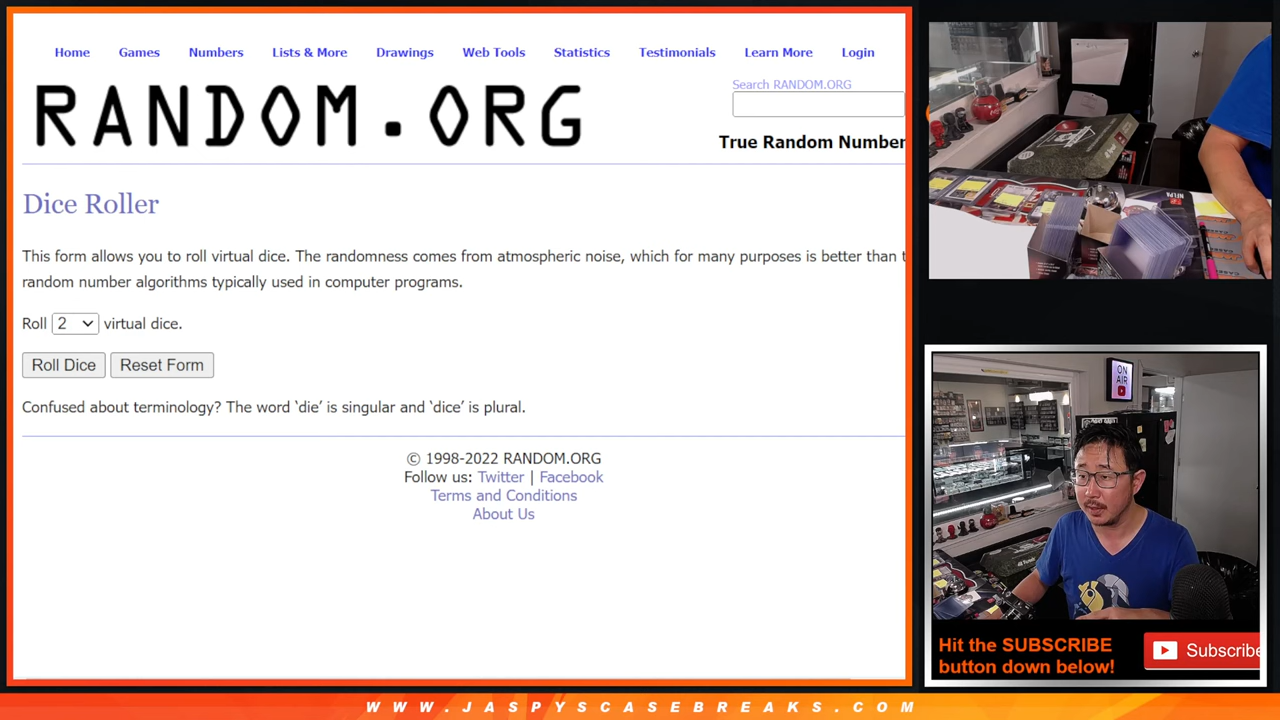 Home Games Numbers Lists & More Drawings Web Tools Statistics Testimonials Learn More Login
RANDOM.ORG
Search RANDOM.ORG
True Random Number
Dice Roller
This form allows you to roll virtual dice. The randomness comes from atmospheric noise, which for many purposes is better than t
random number algorithms typically used in computer programs.
Roll 2 virtual dice.
Roll Dice Reset Form
Confused about terminology? The word ‘die’ is singular and ‘dice’ is plural.
© 1998-2022 RANDOM.ORG
Follow us: Twitter | Facebook
Terms and Conditions
About Us
ON
AIR
Hit the SUBSCRIBE
button down below!
Subscribe
WWW.JASPYSCASEBREAKS.COM